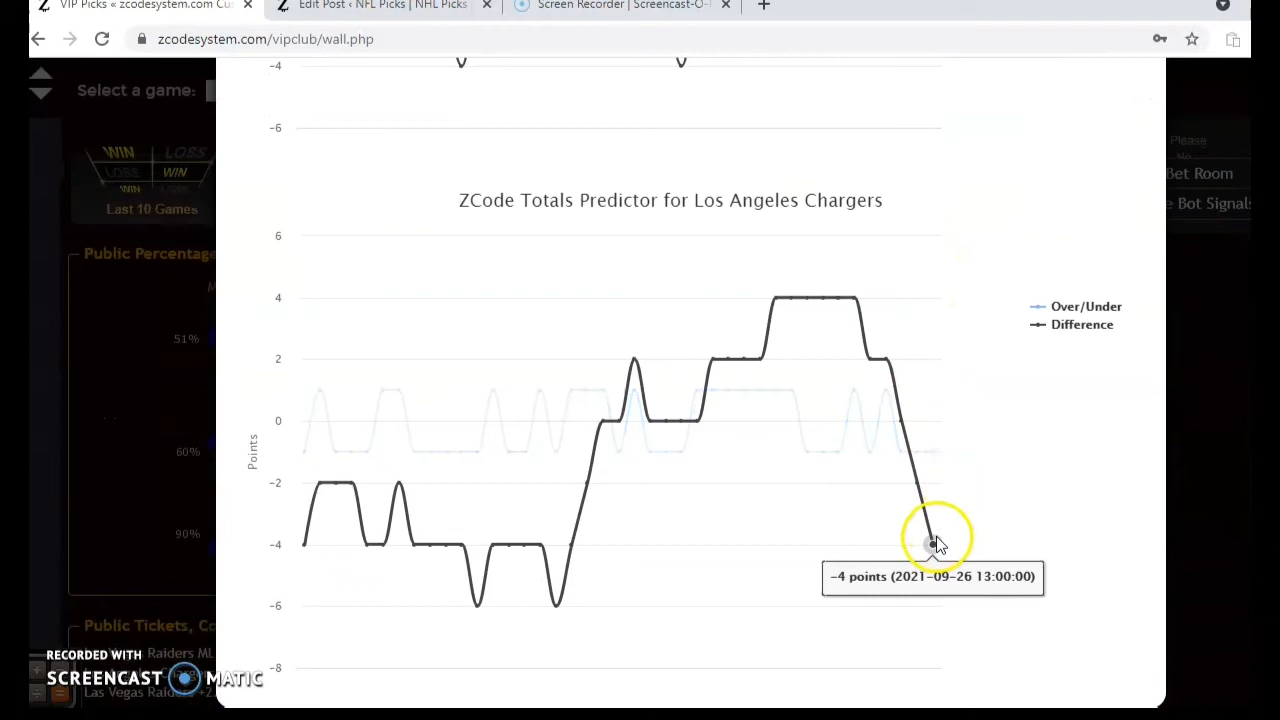 VIP Picks « zcodesystem.com Cu
Edit Post ‹ NFL Picks | NHL Picks
Screen Recorder | Screencast-O-
zcodesystem.com/vipclub/wall.php
Select a game:
-4
-6
WIN LOSS
LOSS WIN
WIN
Last 10 Games
Please
No
Bet Room
e Bot Signals
Public Percentage
51%
60%
90%
ZCode Totals Predictor for Los Angeles Chargers
6
4
2
0
-2
-4
-6
-8
Points
Over/Under
Difference
-4 points (2021-09-26 13:00:00)
Public Tickets, Co
Raiders ML
Las Vegas Raiders +2
RECORDED WITH
SCREENCAST MATIC